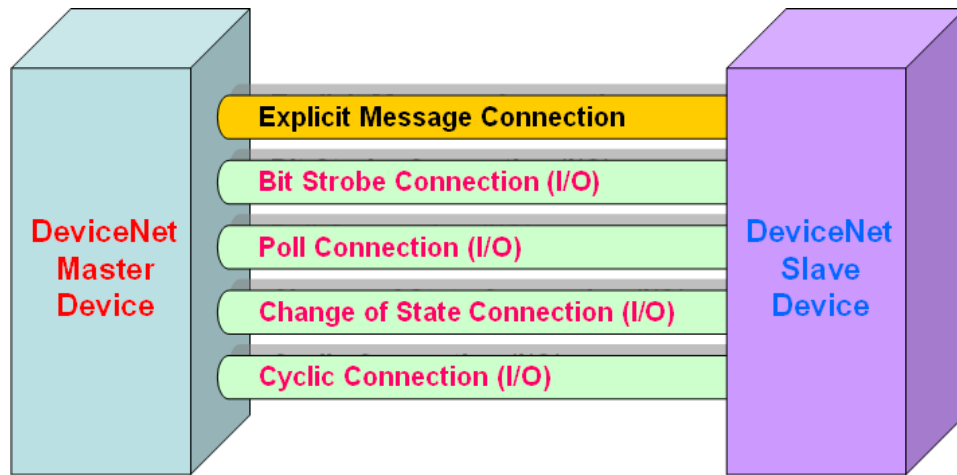 DeviceNet
Master
Device
Explicit Message Connection
Bit Strobe Connection (I/O)
Poll Connection (I/O)
Change of State Connection (I/O)
Cyclic Connection (I/O)
DeviceNet
Slave
Device